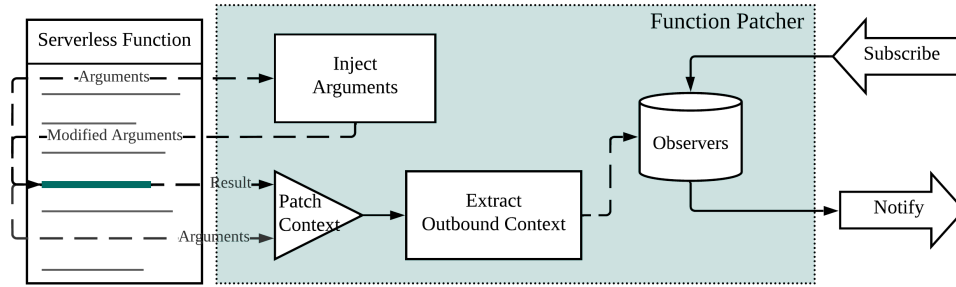 Function Patcher
Serverless Function
Inject
Arguments
Subscribe
Arguments
Modified Arguments
Observers
Result
Patch
Context
Extract
Outbound Context
Notify
Arguments